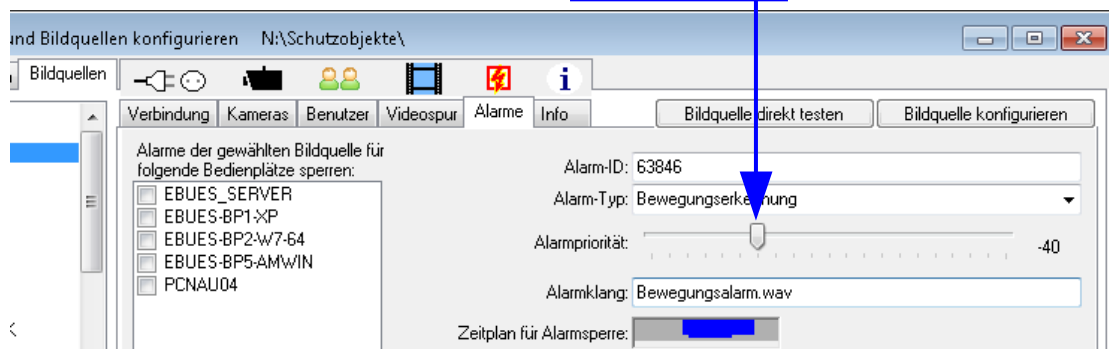 und Bildquellen konfigurieren N:\Schutzobjekte\
Bildquellen
Verbindung Kameras Benutzer Videospur Alarme Info Bildquelle direkt testen Bildquelle konfigurieren
Alarme der gewählten Bildquelle für
folgende Bedienplätze sperren:
EBUES_SERVER
EBUES-BP1-XP
EBUES-BP2-W7-64
EBUES-BP5-AMWIN
PCNAU04
Alarm-ID: 63846
Alarm-Typ: Bewegungserkennung
Alarmpriorität: -40
Alarmklang: Bewegungsalarm.wav
Zeitplan für Alarmsperre: